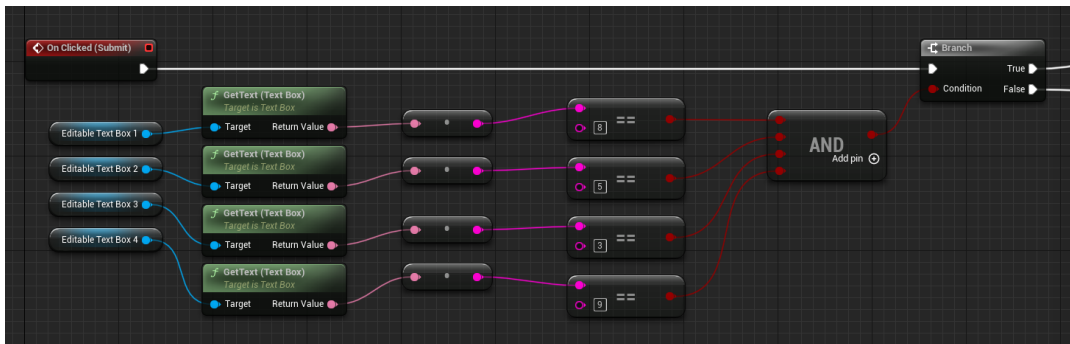 On Clicked (Submit)
Branch
True
Condition
False
f GetText (Text Box)
Target is Text Box
Target
Return Value
Editable Text Box 1
8
==
f GetText (Text Box)
Target is Text Box
Target
Return Value
Editable Text Box 2
5
==
AND
Add pin
f GetText (Text Box)
Target is Text Box
Target
Return Value
Editable Text Box 3
3
==
f GetText (Text Box)
Target is Text Box
Target
Return Value
Editable Text Box 4
9
==